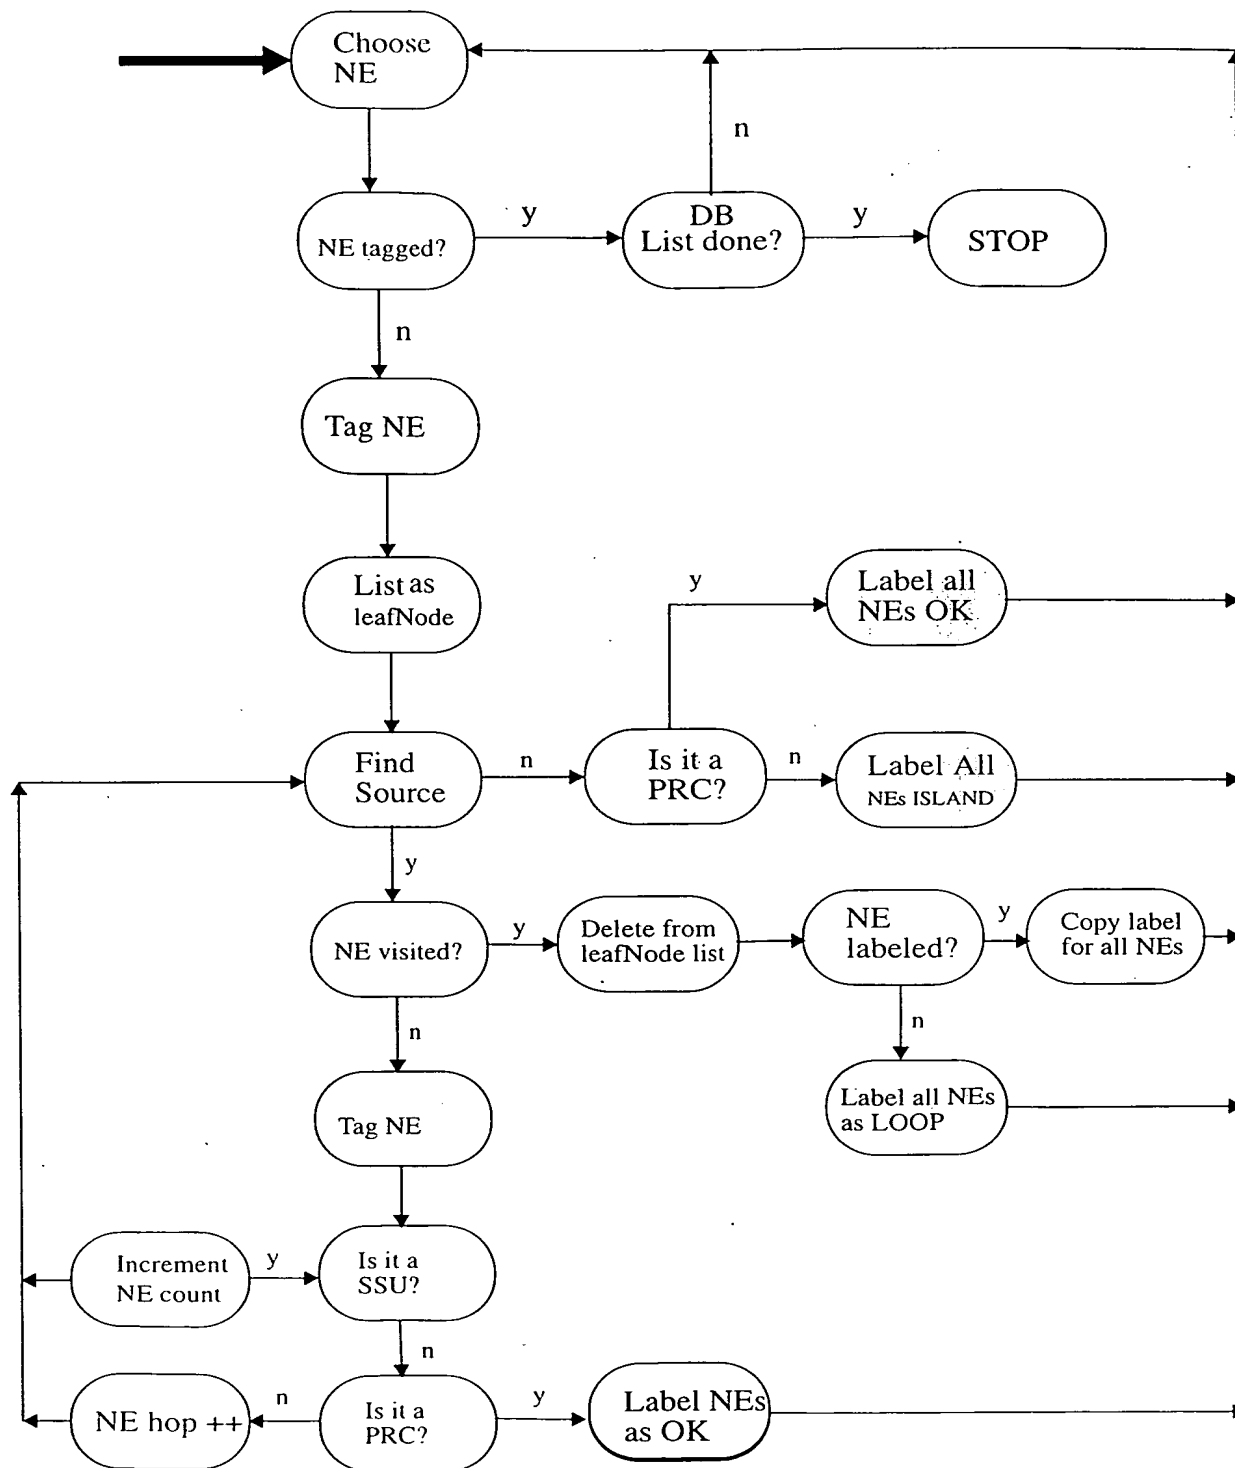 Choose
NE
n
NE tagged?
y
DB
List done?
y
STOP
n
Tag NE
List as
leafNode
y
Label all
NEs OK
Find
Source
n
Is it a
PRC?
n
Label All
NEs ISLAND
y
NE visited?
y
Delete from
leafNode list
NE
labeled?
y
Copy label
for all NEs
n
n
Label all NEs
as LOOP
Tag NE
Increment
NE count
y
Is it a
SSU?
n
NE hop ++
n
Is it a
PRC?
y
Label NEs
as OK